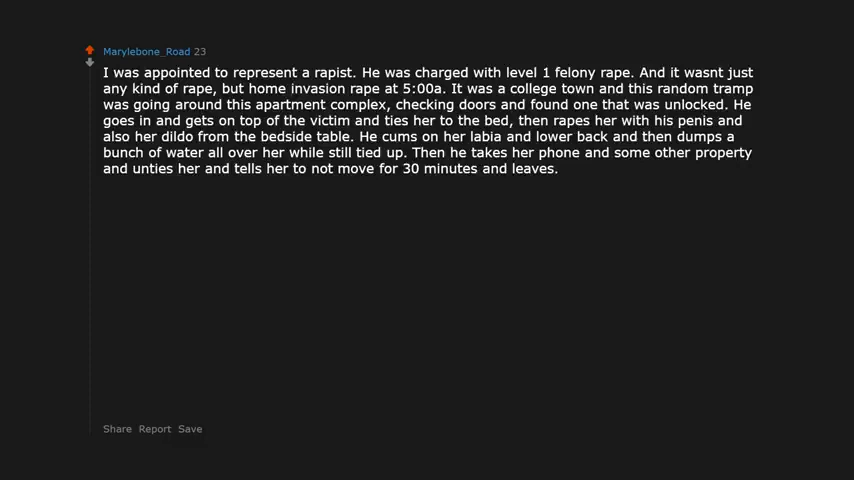 Marylebone_Road 23
I was appointed to represent a rapist. He was charged with level 1 felony rape. And it wasnt just
any kind of rape, but home invasion rape at 5:00a. It was a college town and this random tramp
was going around this apartment complex, checking doors and found one that was unlocked. He
goes in and gets on top of the victim and ties her to the bed, then rapes her with his penis and
also her dildo from the bedside table. He cums on her labia and lower back and then dumps a
bunch of water all over her while still tied up. Then he takes her phone and some other property
and unties her and tells her to not move for 30 minutes and leaves.
Share Report Save